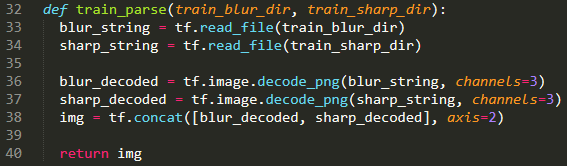 32 def train_parse(train_blur_dir, train_sharp_dir):
33     blur_string = tf.read_file(train_blur_dir)
34     sharp_string = tf.read_file(train_sharp_dir)
35
36     blur_decoded = tf.image.decode_png(blur_string, channels=3)
37     sharp_decoded = tf.image.decode_png(sharp_string, channels=3)
38     img = tf.concat([blur_decoded, sharp_decoded], axis=2)
39
40     return img